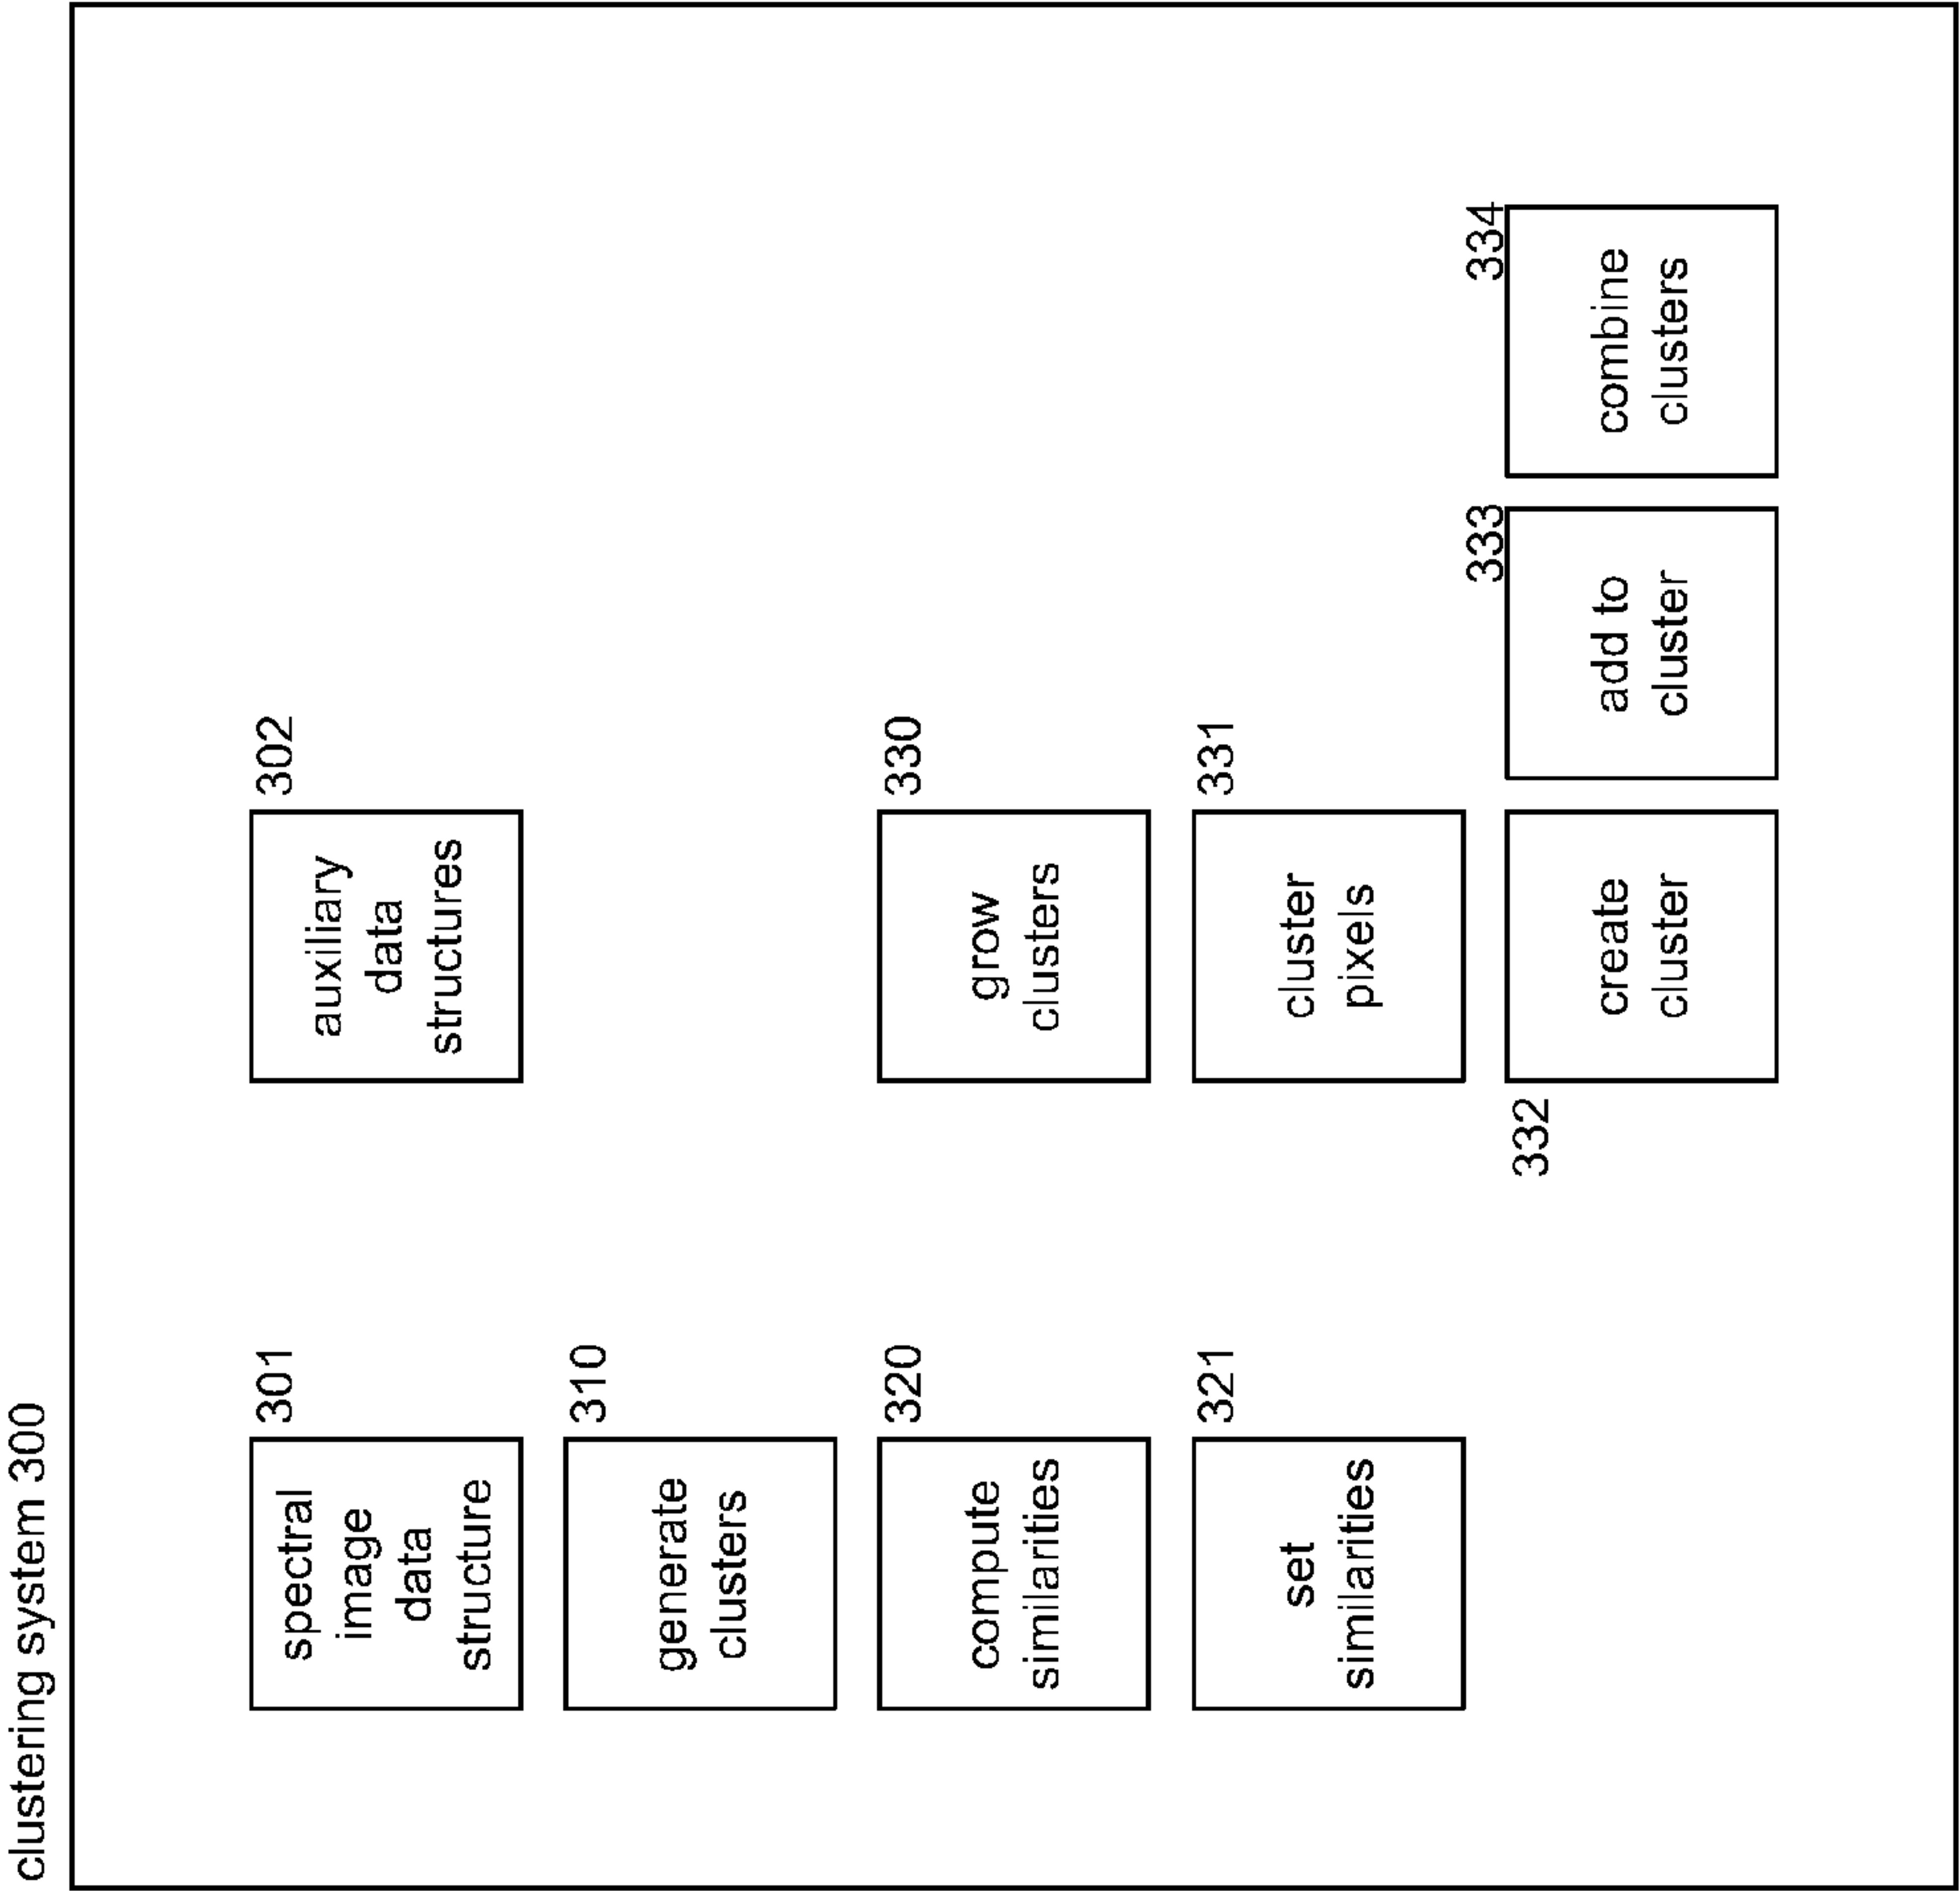 clustering system 300
301
spectral
image
data
structure
302
auxiliary
data
structures
310
generate
clusters
320
compute
similarities
330
grow
clusters
321
set
similarities
331
cluster
pixels
332
create
cluster
333
add to
cluster
334
combine
clusters